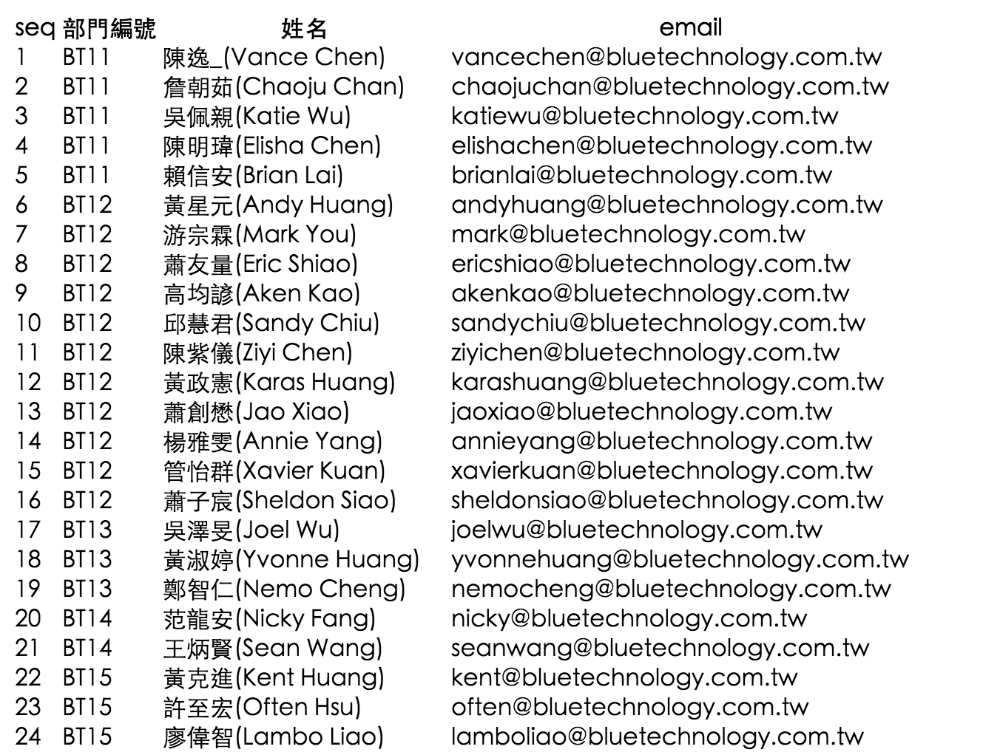 seq 部門編號 姓名 email
1 BT11 陳逸_(Vance Chen) vancechen@bluetechnology.com.tw
2 BT11 詹朝茹(Chaoju Chan) chaojuchan@bluetechnology.com.tw
3 BT11 吳佩親(Katie Wu) katiewu@bluetechnology.com.tw
4 BT11 陳明瑋(Elisha Chen) elishachen@bluetechnology.com.tw
5 BT11 賴信安(Brian Lai) brianlai@bluetechnology.com.tw
6 BT12 黃星元(Andy Huang) andyhuang@bluetechnology.com.tw
7 BT12 游宗霖(Mark You) mark@bluetechnology.com.tw
8 BT12 蕭友量(Eric Shiao) ericshiao@bluetechnology.com.tw
9 BT12 高均諺(Aken Kao) akenkao@bluetechnology.com.tw
10 BT12 邱慧君(Sandy Chiu) sandychiu@bluetechnology.com.tw
11 BT12 陳紫儀(Ziyi Chen) ziyichen@bluetechnology.com.tw
12 BT12 黃政憲(Karas Huang) karashuang@bluetechnology.com.tw
13 BT12 蕭創懋(Jao Xiao) jaoxiao@bluetechnology.com.tw
14 BT12 楊雅雯(Annie Yang) annieyang@bluetechnology.com.tw
15 BT12 管怡群(Xavier Kuan) xavierkuan@bluetechnology.com.tw
16 BT12 蕭子宸(Sheldon Siao) sheldonsiao@bluetechnology.com.tw
17 BT13 吳澤旻(Joel Wu) joelwu@bluetechnology.com.tw
18 BT13 黃淑婷(Yvonne Huang) yvonnehuang@bluetechnology.com.tw
19 BT13 鄭智仁(Nemo Cheng) nemocheng@bluetechnology.com.tw
20 BT14 范龍安(Nicky Fang) nicky@bluetechnology.com.tw
21 BT14 王炳賢(Sean Wang) seanwang@bluetechnology.com.tw
22 BT15 黃克進(Kent Huang) kent@bluetechnology.com.tw
23 BT15 許至宏(Often Hsu) often@bluetechnology.com.tw
24 BT15 廖偉智(Lambo Liao) lamboliao@bluetechnology.com.tw